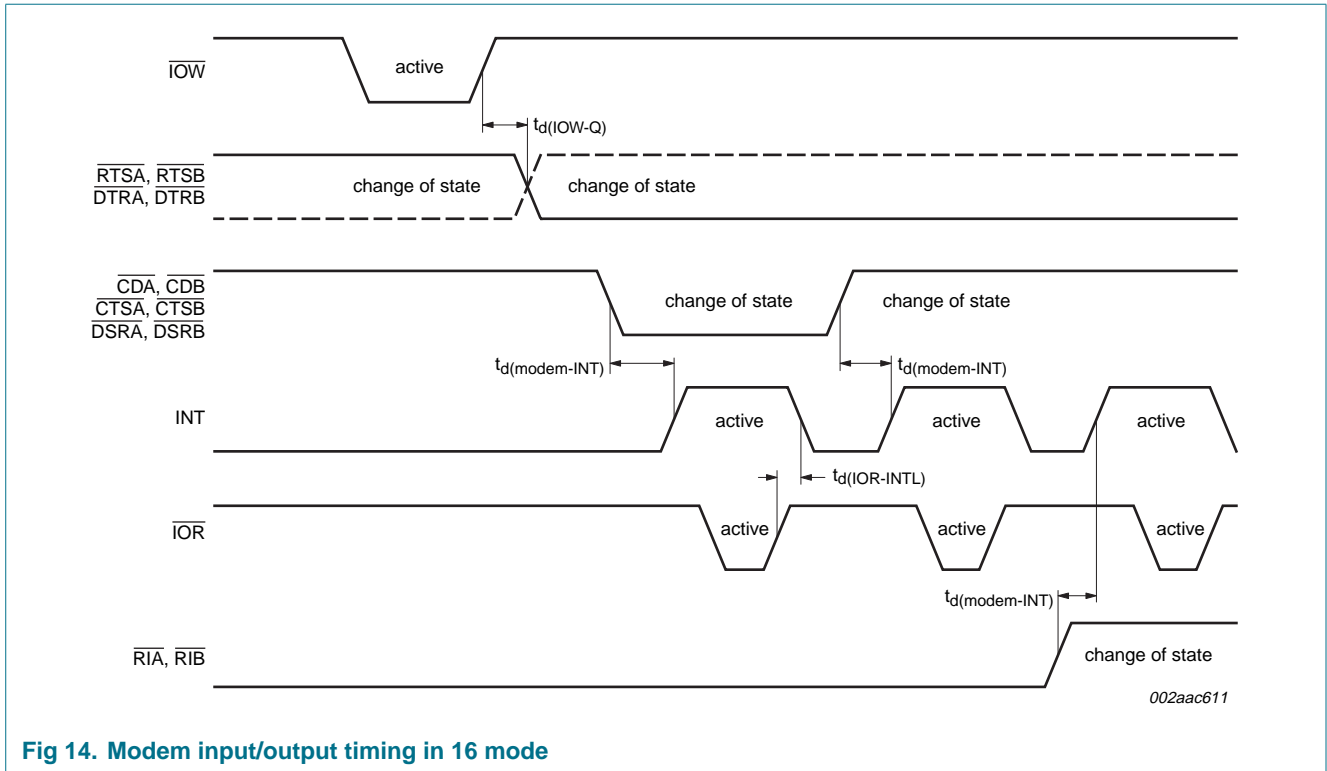 IOW
active
td(IOW-Q)
RTSA, RTSB
DTRA, DTRB
change of state
change of state
CDA, CDB
CTSA, CTSB
DSRA, DSRB
change of state
change of state
td(modem-INT)
td(modem-INT)
INT
active
active
active
td(IOR-INTL)
IOR
active
active
active
td(modem-INT)
RIA, RIB
change of state
002aac611
Fig 14. Modem input/output timing in 16 mode